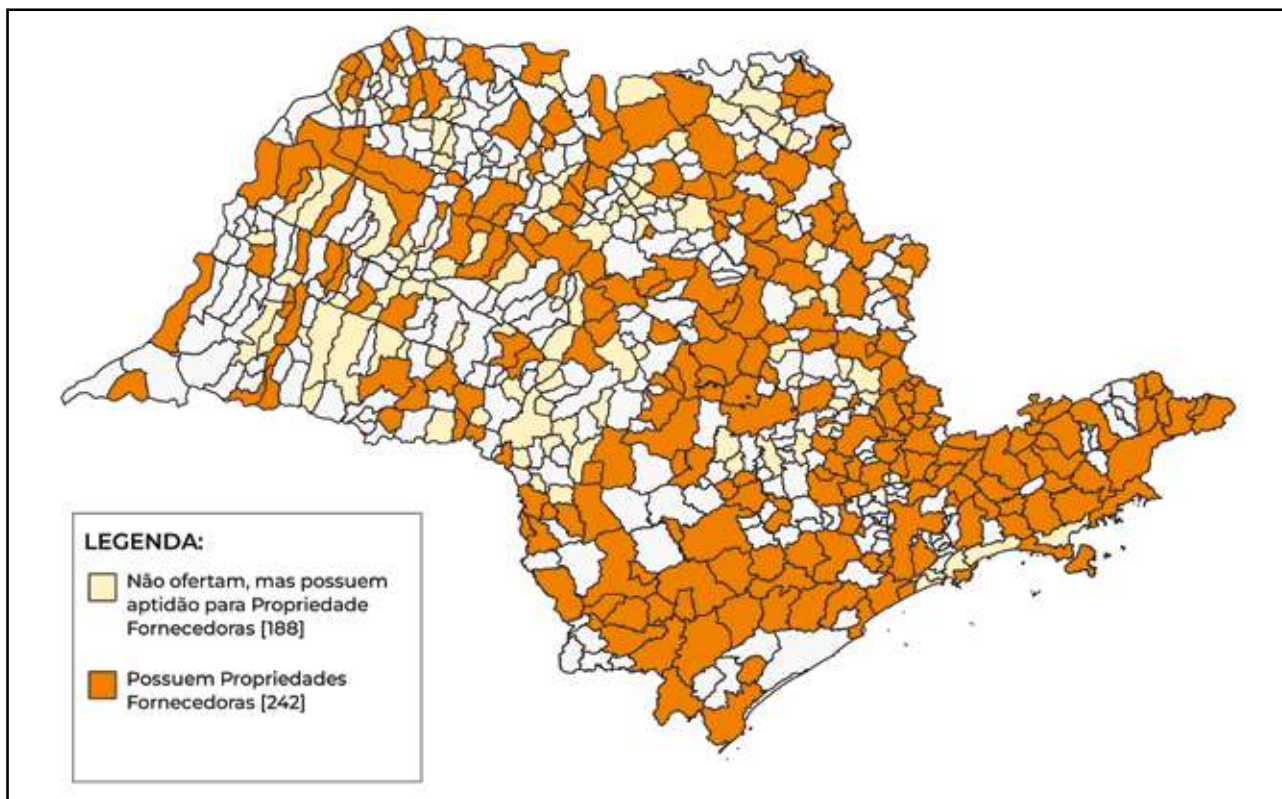 LEGENDA:
Não ofertam, mas possuem
aptidão para Propriedade
Fornecedoras [188]
Possuem Propriedades
Fornecedoras [242]